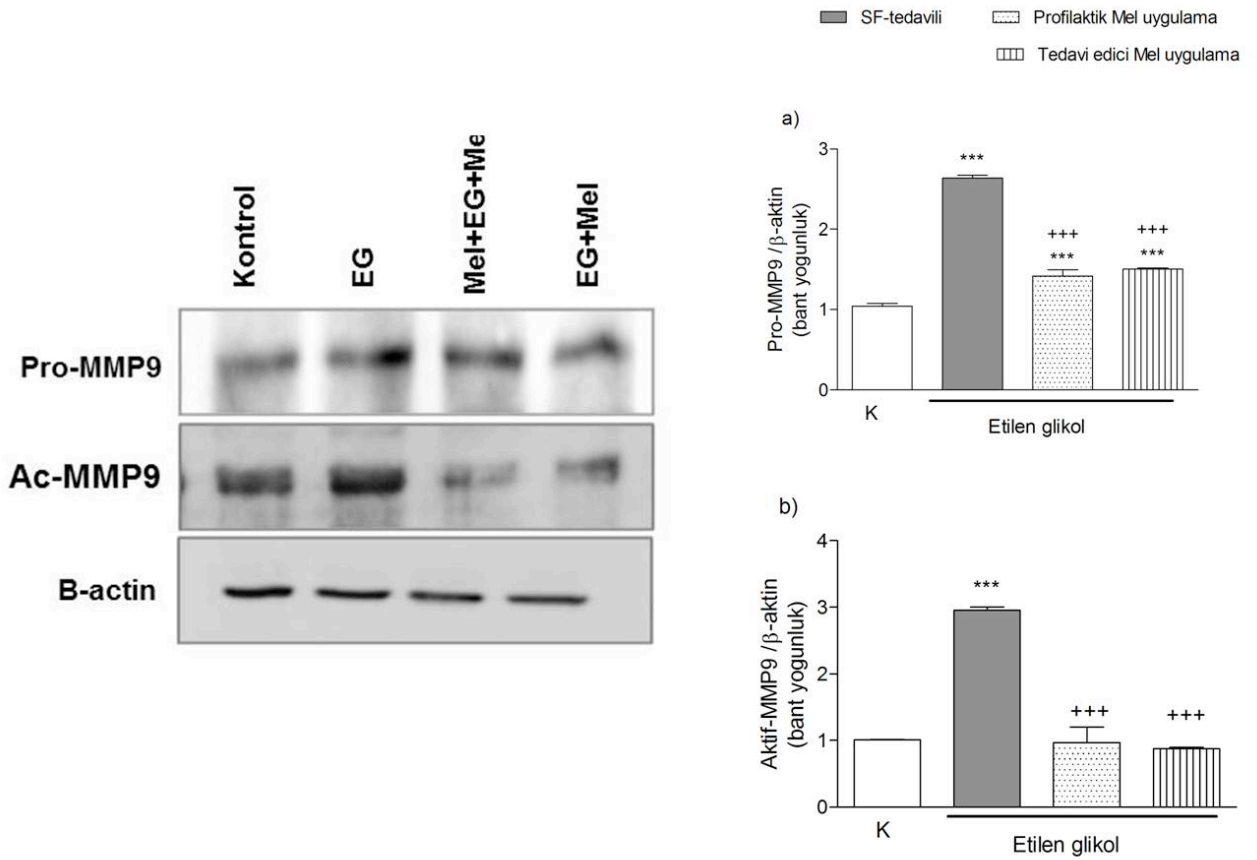 SF-tedavili
Profilaktik Mel uygulama
Tedavi edici Mel uygulama
Kontrol
EG
Mel+EG+Me
EG+Mel
Pro-MMP9
Ac-MMP9
B-actin
a)
Pro-MMP9 /β-aktin
(bant yogunluk)
3
2
1
0
***
+++
***
+++
***
K
Etilen glikol
b)
Aktif-MMP9 /β-aktin
(bant yogunluk)
4
3
2
1
0
***
+++
+++
K
Etilen glikol